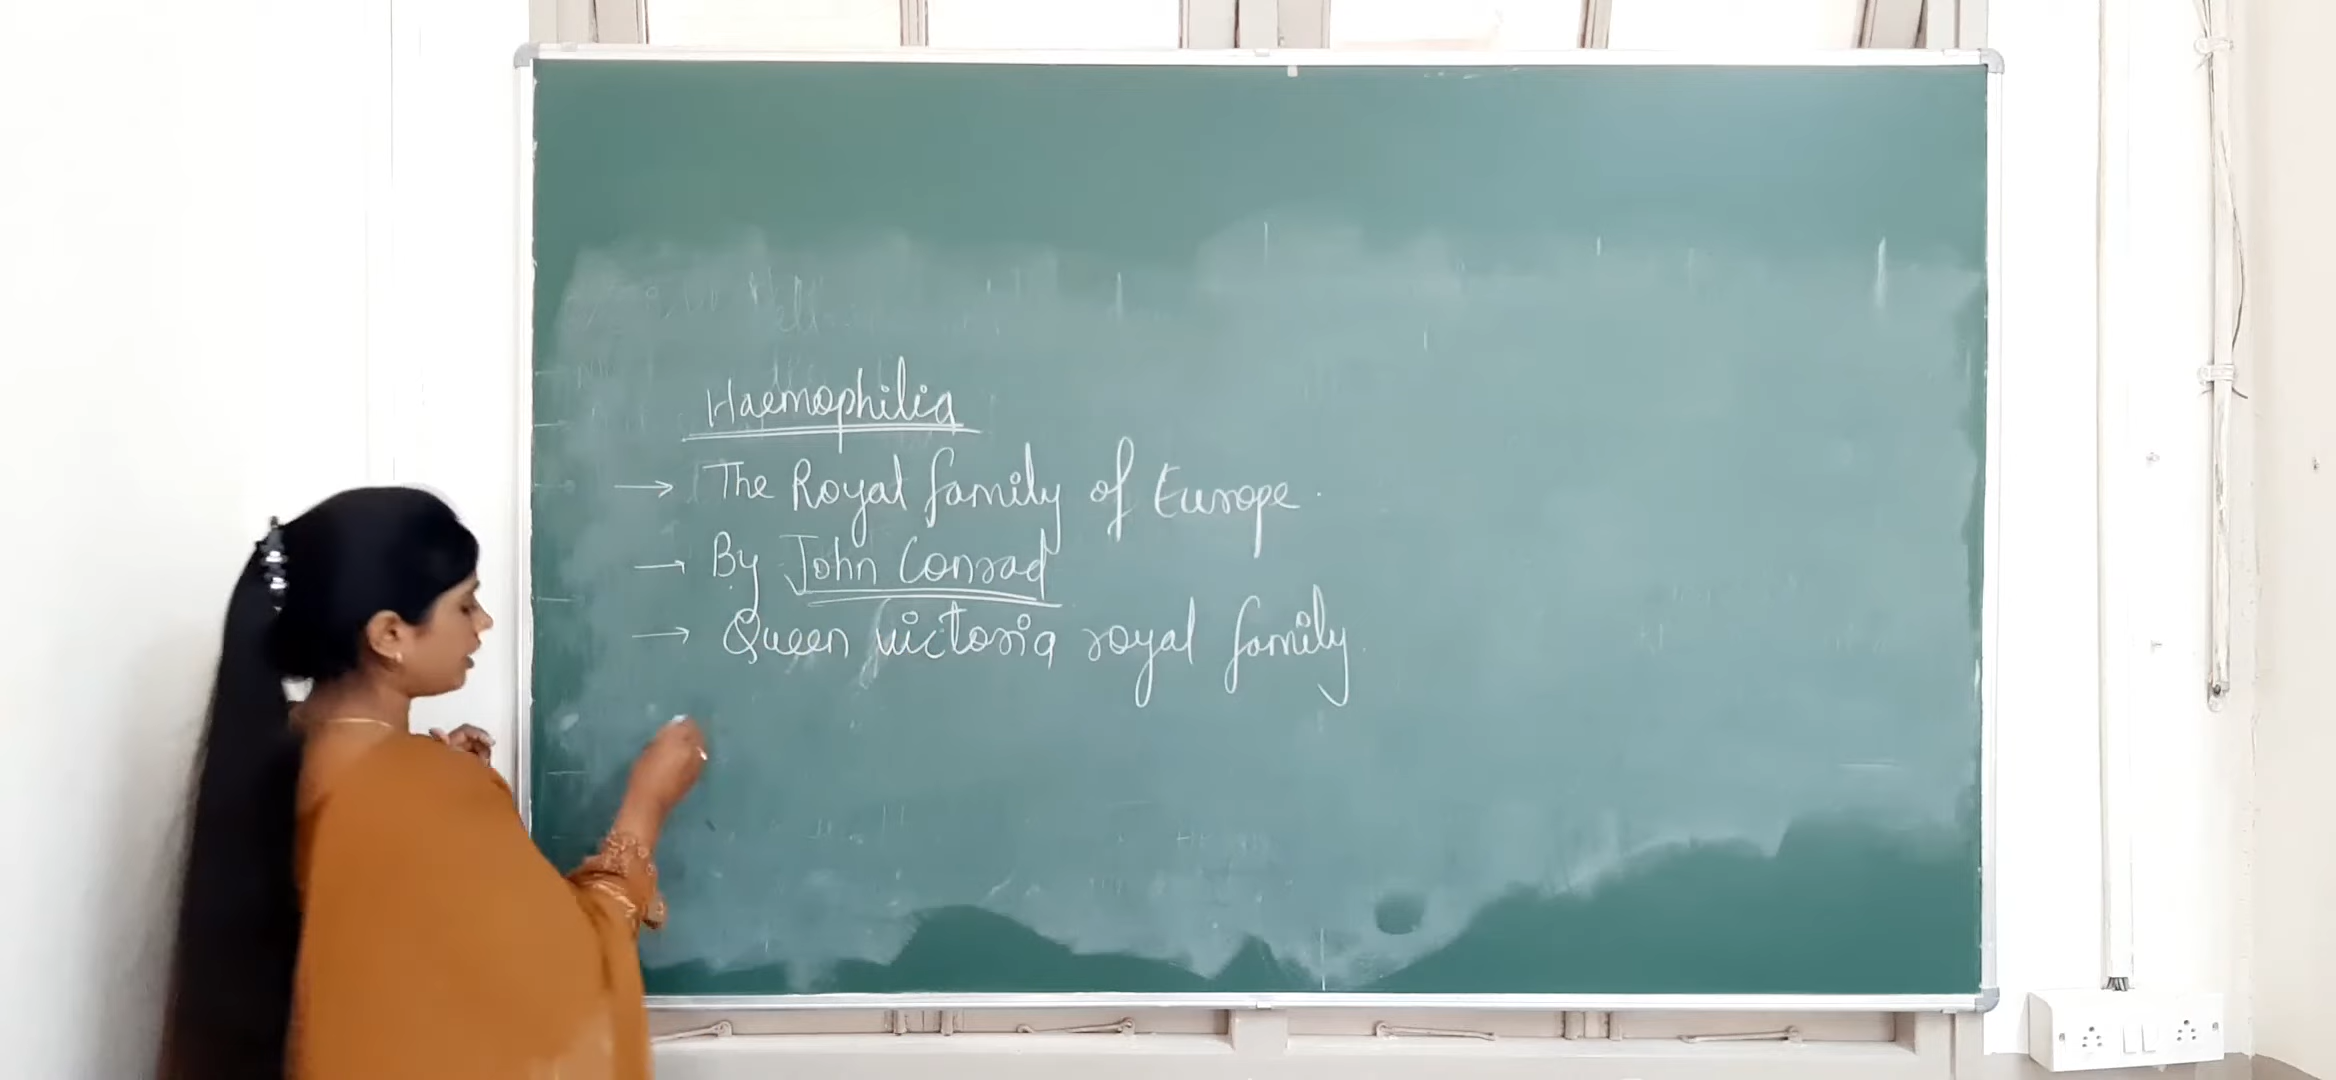 Haemophilia
→ The Royal family of Europe.
→ By John Conrad
→ Queen victoria royal family.